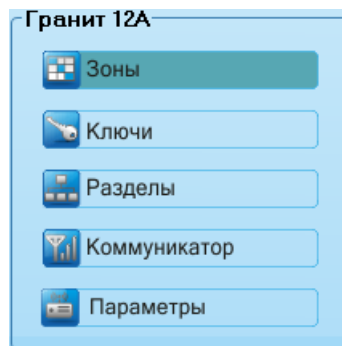 Гранит 12А
Зоны
Ключи
Разделы
Коммуникатор
Параметры